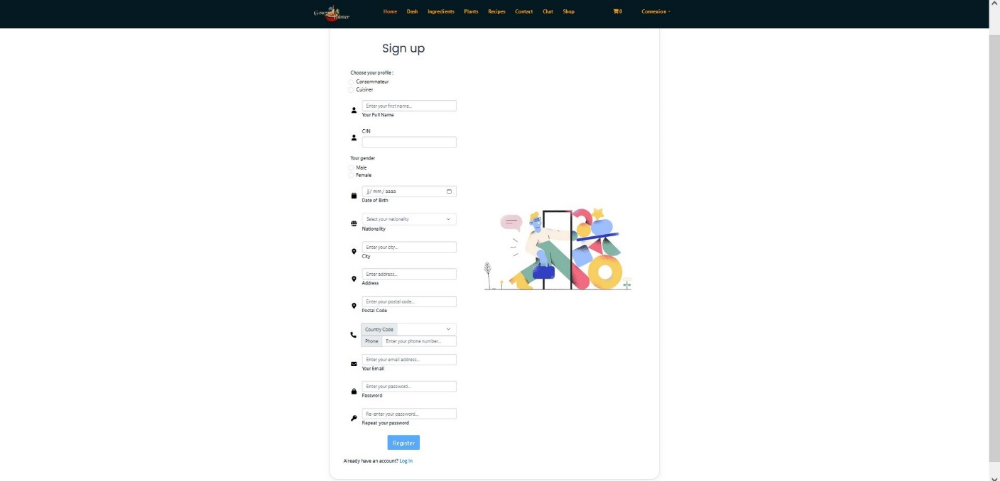 Home Dash Ingredients Plants Recipes Contact Chat Shop 0 Connexion
Sign up
Choose your profile :
Consommateur
Cuisiner
Enter your first name...
Your Full Name
CIN
Your gender
Male
Female
jj / mm / aaaa
Date of Birth
Select your nationality
Nationality
Enter your city...
City
Enter address...
Address
Enter your postal code...
Postal Code
Country Code
Phone Enter your phone number...
Enter your email address...
Your Email
Enter your password...
Password
Re-enter your password...
Repeat your password
Register
Already have an account? Log in